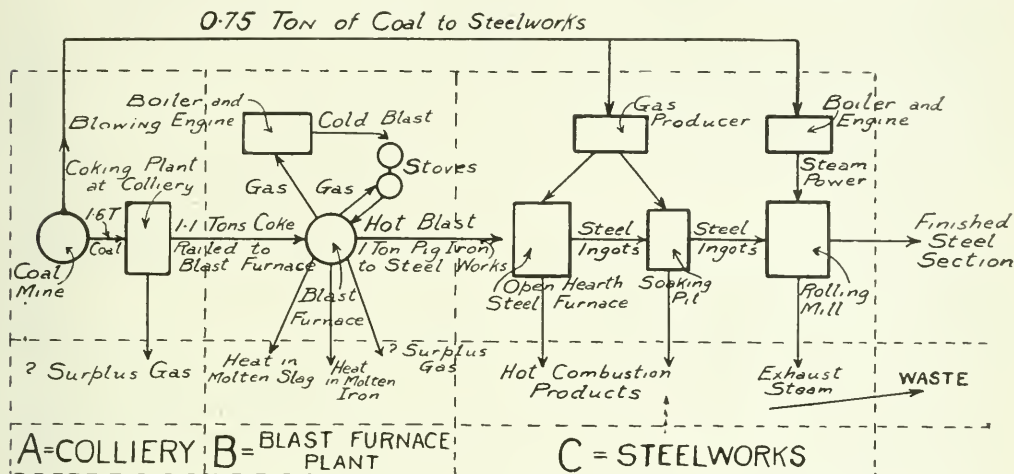 0·75 Ton of Coal to Steelworks
Boiler and
Blowing Engine
Cold Blast
Stoves
Gas
Producer
Boiler and
Engine
Steam
Power
Coking Plant
at Colliery
Gas
Gas
1·6T
Coal
1·1 Tons Coke
Railed to
Blast Furnace
Hot Blast
1 Ton Pig Iron
to Steel Works
Steel
Ingots
Steel
Ingots
Finished
Steel
Section
Coal
Mine
Blast
Furnace
Open Hearth
Steel Furnace
Soaking
Pit
Rolling
Mill
? Surplus Gas
Heat in
Molten Slag
Heat
in Molten
Iron
? Surplus
Gas
Hot Combustion
Products
Exhaust
Steam
WASTE
A=COLLIERY
B=BLAST FURNACE
PLANT
C=STEELWORKS